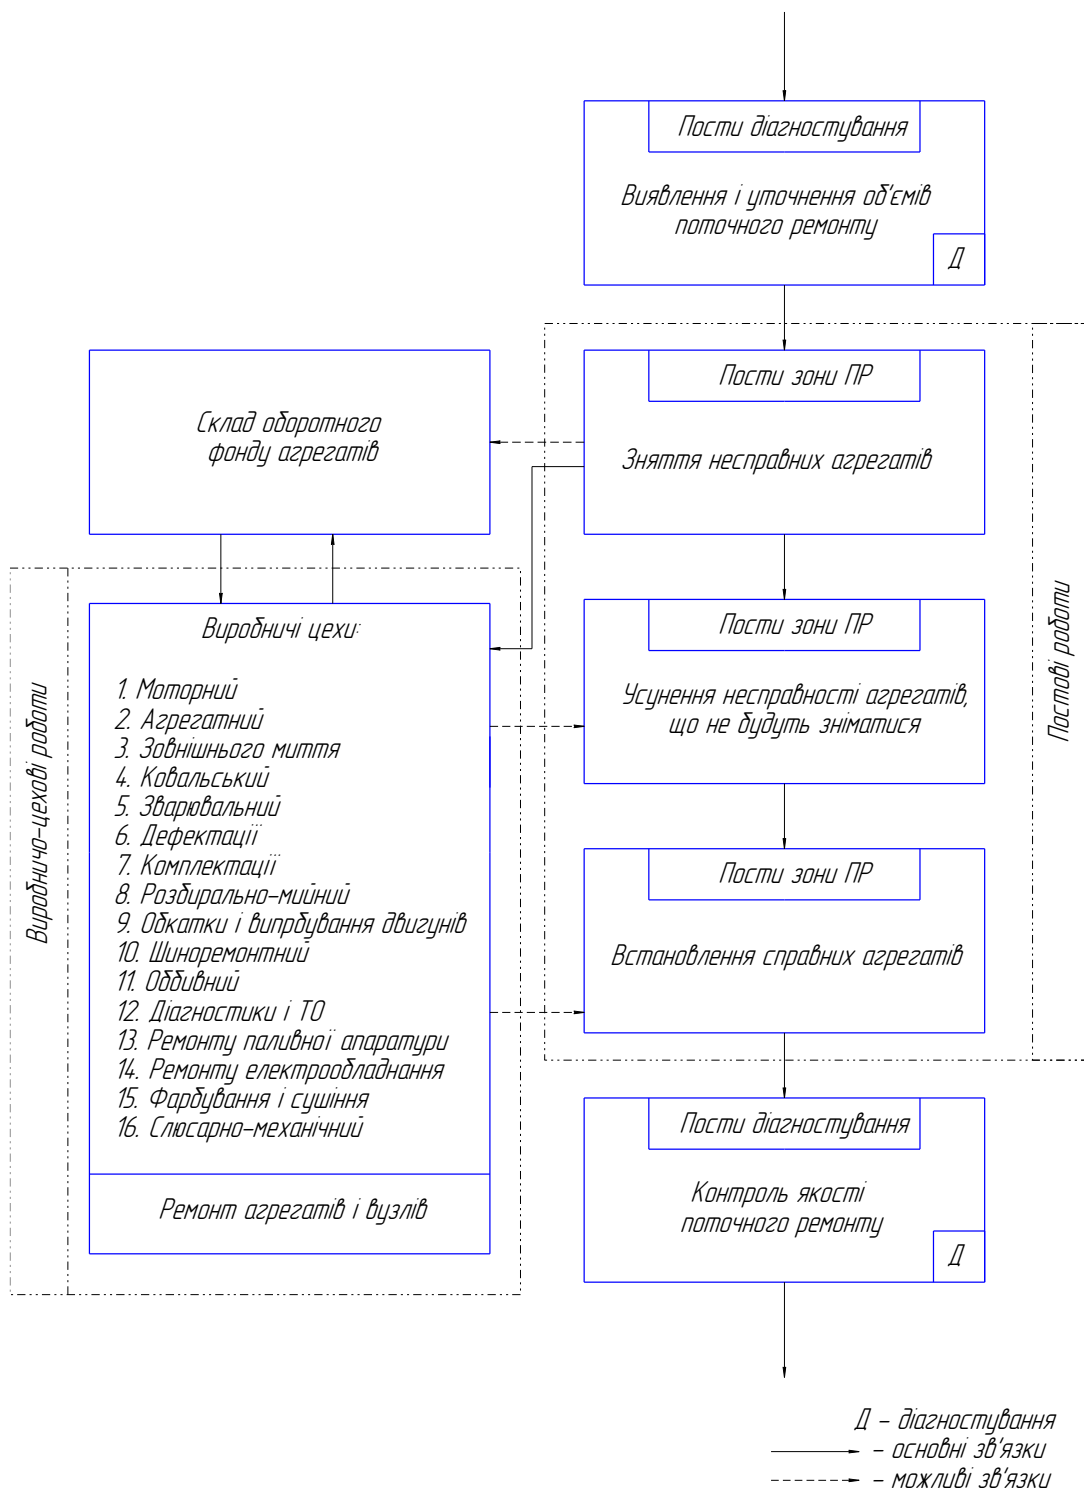 Пости діагностування
Виявлення і уточнення об'ємів
поточного ремонту
Д
Пости зони ПР
Зняття несправних агрегатів
Склад оборотного
фонду агрегатів
Виробничо-цехові роботи
Виробничі цехи:
1. Моторний
2. Агрегатний
3. Зовнішнього миття
4. Ковальський
5. Зварювальний
6. Дефектації
7. Комплектації
8. Розбирально-мийний
9. Обкатки і випрбування двигунів
10. Шиноремонтний
11. Оббивний
12. Діагностики і ТО
13. Ремонту паливної апаратури
14. Ремонту електрообладнання
15. Фарбування і сушіння
16. Слюсарно-механічний
Ремонт агрегатів і вузлів
Пости зони ПР
Усунення несправності агрегатів,
що не будуть зніматися
Пости зони ПР
Встановлення справних агрегатів
Постові роботи
Пости діагностування
Контроль якості
поточного ремонту
Д
Д - діагностування
- основні зв'язки
- можливі зв'язки